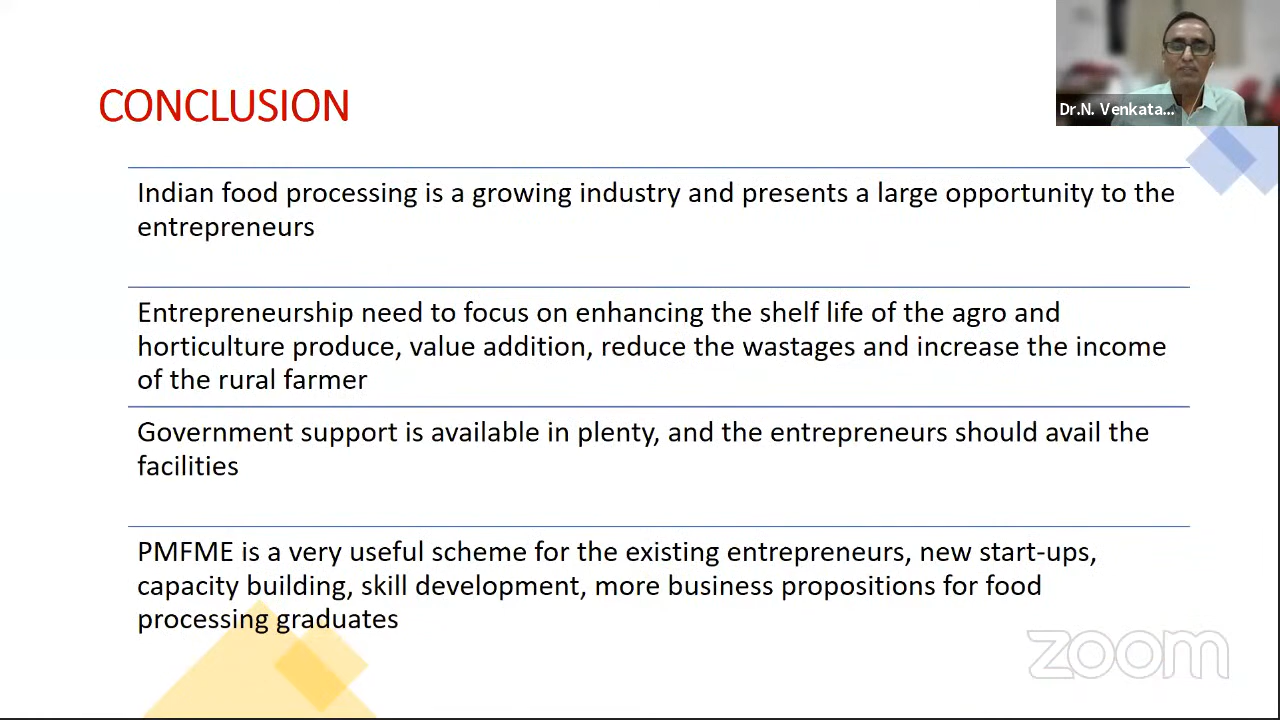 Dr.N. Venkata...
CONCLUSION
Indian food processing is a growing industry and presents a large opportunity to the
entrepreneurs
Entrepreneurship need to focus on enhancing the shelf life of the agro and
horticulture produce, value addition, reduce the wastages and increase the income
of the rural farmer
Government support is available in plenty, and the entrepreneurs should avail the
facilities
PMFME is a very useful scheme for the existing entrepreneurs, new start-ups,
capacity building, skill development, more business propositions for food
processing graduates
zoom